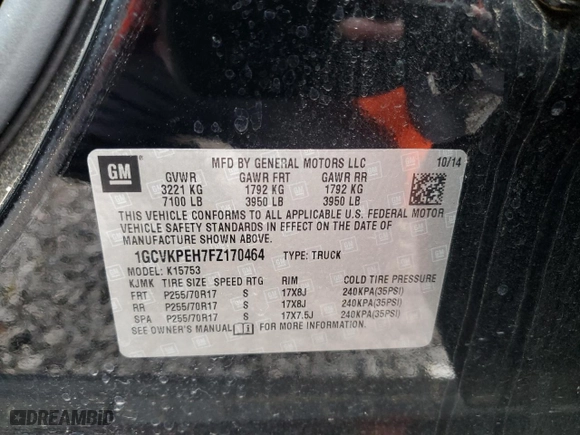 GM
MFD BY GENERAL MOTORS LLC 10/14
GVWR GAWR FRT GAWR RR
3221 KG 1792 KG 1792 KG
7100 LB 3950 LB 3950 LB
THIS VEHICLE CONFORMS TO ALL APPLICABLE U.S. FEDERAL MOTOR
VEHICLE SAFETY STANDARDS IN EFFECT ON THE DATE OF
MANUFACTURE SHOWN ABOVE.
1GCVKPEH7FZ170464 TYPE: TRUCK
MODEL: K15753
KJMK TIRE SIZE SPEED RTG RIM COLD TIRE PRESSURE
FRT P255/70R17 S 17X8J 240KPA(35PSI)
RR P255/70R17 S 17X8J 240KPA(35PSI)
SPA P255/70R17 S 17X7.5J 240KPA(35PSI)
SEE OWNER'S MANUAL FOR MORE INFORMATION
DREAMBID